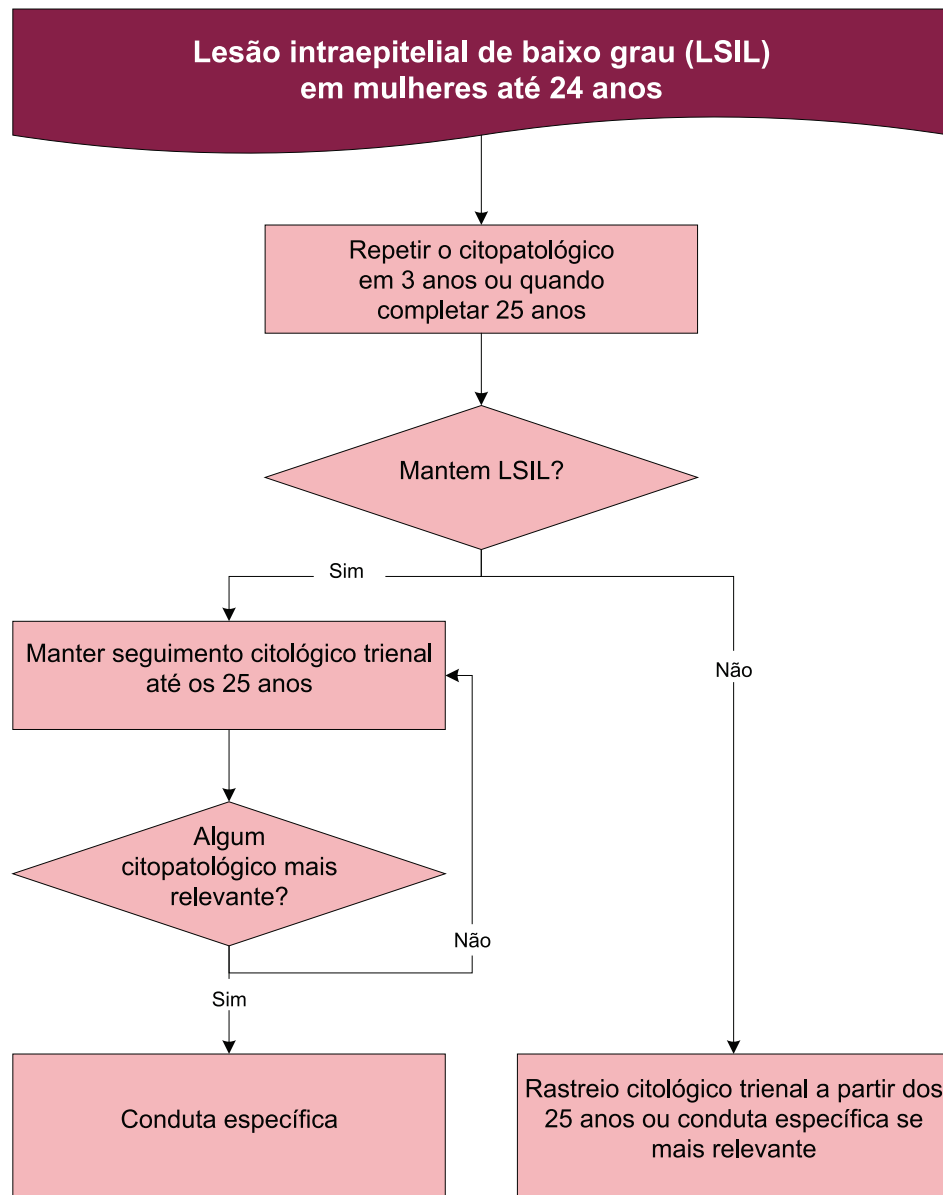 Lesão intraepitelial de baixo grau (LSIL)
em mulheres até 24 anos
Repetir o citopatológico
em 3 anos ou quando
completar 25 anos
Mantem LSIL?
Sim
Não
Manter seguimento citológico trienal
até os 25 anos
Algum
citopatológico mais
relevante?
Não
Sim
Conduta específica
Rastreio citológico trienal a partir dos
25 anos ou conduta específica se
mais relevante